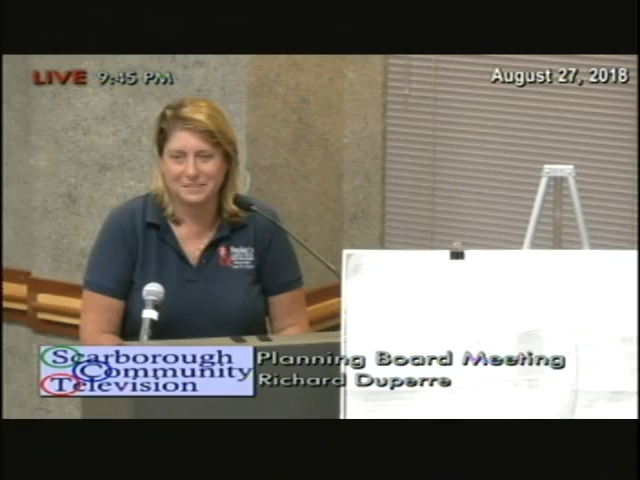 LIVE 9:45 PM
August 27, 2018
Scarborough
Community
Television
Planning Board Meeting
Richard Duperre